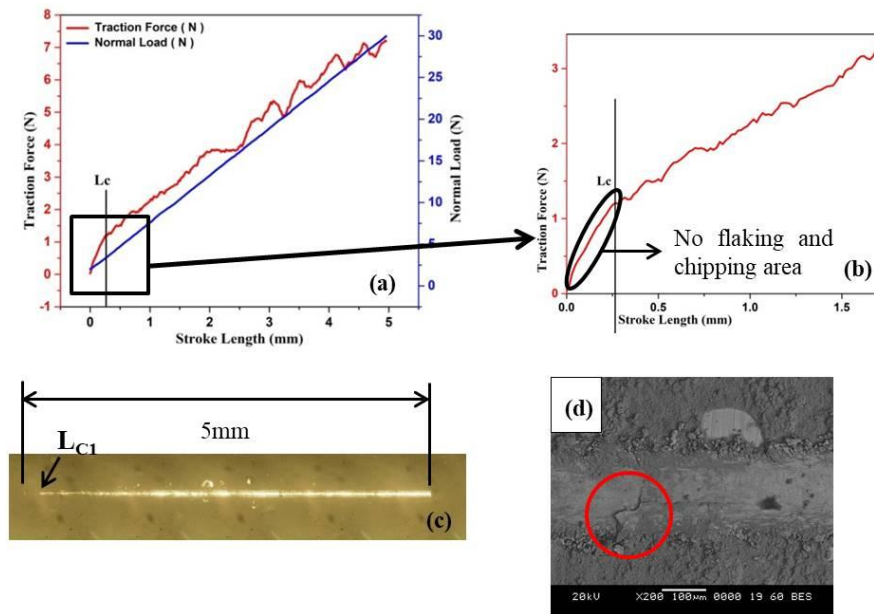 Traction Force ( N )
Normal Load ( N )
8
7
6
5
4
3
2
1
0
-1
Traction Force (N)
30
25
20
15
10
5
0
Normal Load (N)
Lc
(a)
0 1 2 3 4 5
Stroke Length (mm)
3
2
1
0
Traction Force (N)
Lc
No flaking and
chipping area
(b)
0.0 0.5 1.0 1.5
Stroke Length (mm)
5mm
LC1
(c)
(d)
20kV X200 100µm 0000 19 60 BES